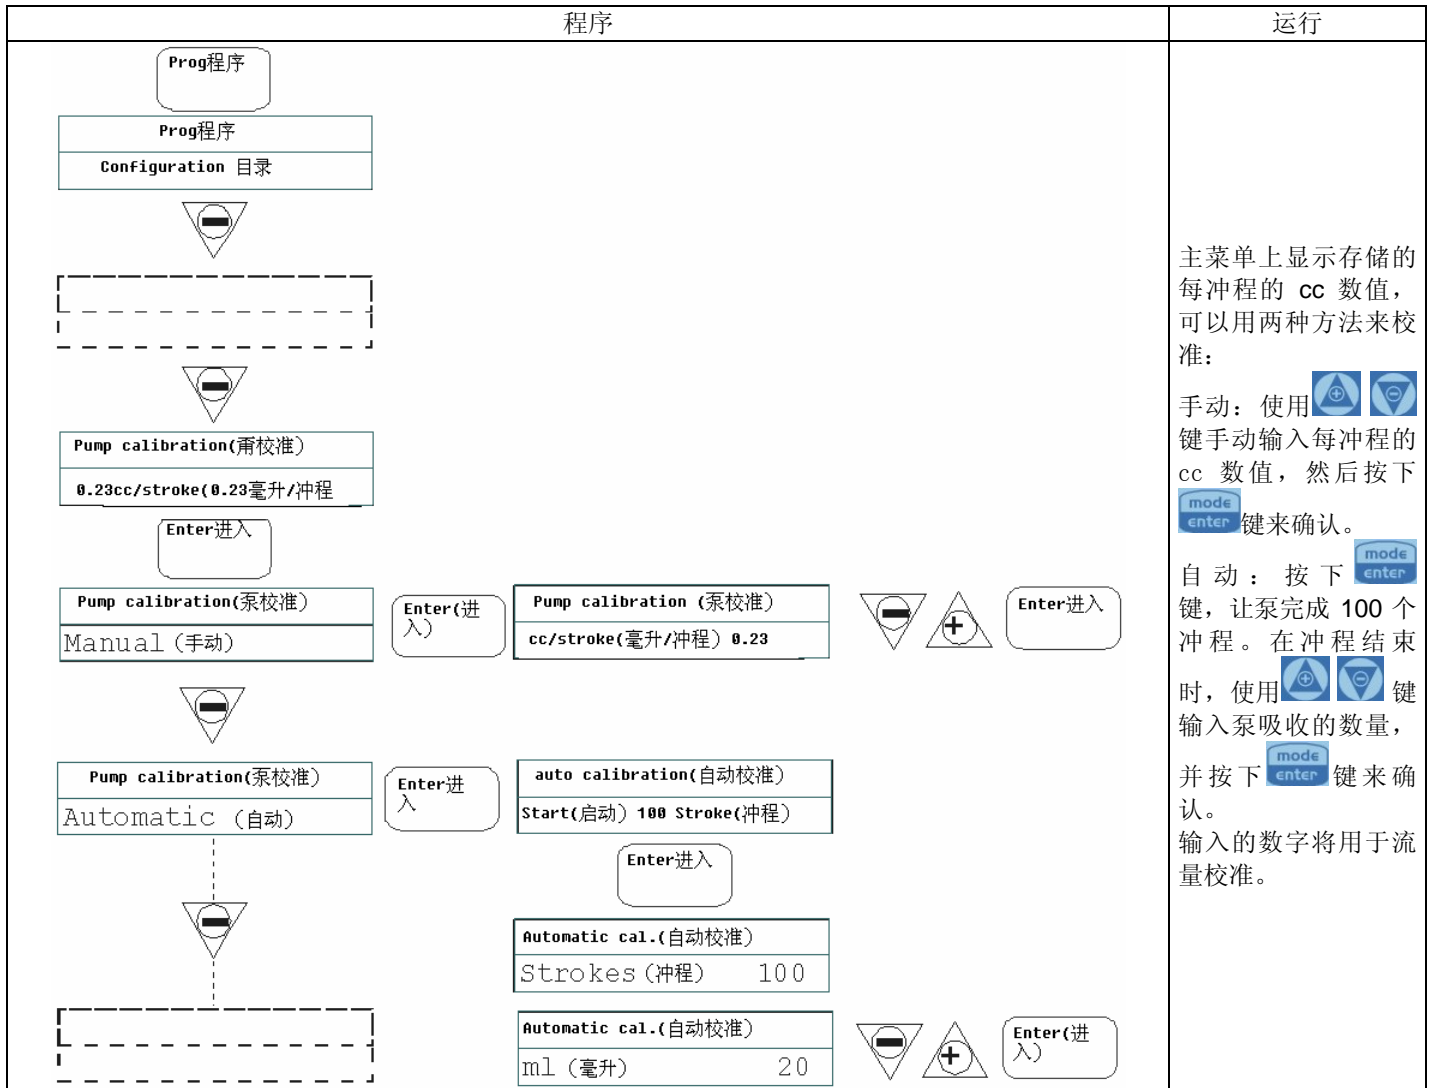 程序
运行
Prog程序
Prog程序
Configuration 目录
Pump calibration(甭校准)
0.23cc/stroke(0.23毫升/冲程
Enter进入
Pump calibration(泵校准)
Manual (手动)
Enter(进
入)
Pump calibration (泵校准)
cc/stroke(毫升/冲程) 0.23
Enter进入
Pump calibration(泵校准)
Automatic (自动)
Enter进
入
auto calibration(自动校准)
Start(启动) 100 Stroke(冲程)
Enter进入
Automatic cal.(自动校准)
Strokes(冲程) 100
Automatic cal.(自动校准)
ml (毫升) 20
Enter(进
入)
主菜单上显示存储的
每冲程的 cc 数值，
可以用两种方法来校
准：
手动：使用
键手动输入每冲程的
cc 数值，然后按下
mode
enter 键来确认。
自动：按下 mode
enter
键，让泵完成 100 个
冲程。在冲程结束
时，使用 键
输入泵吸收的数量，
并按下 mode
enter 键来确
认。
输入的数字将用于流
量校准。